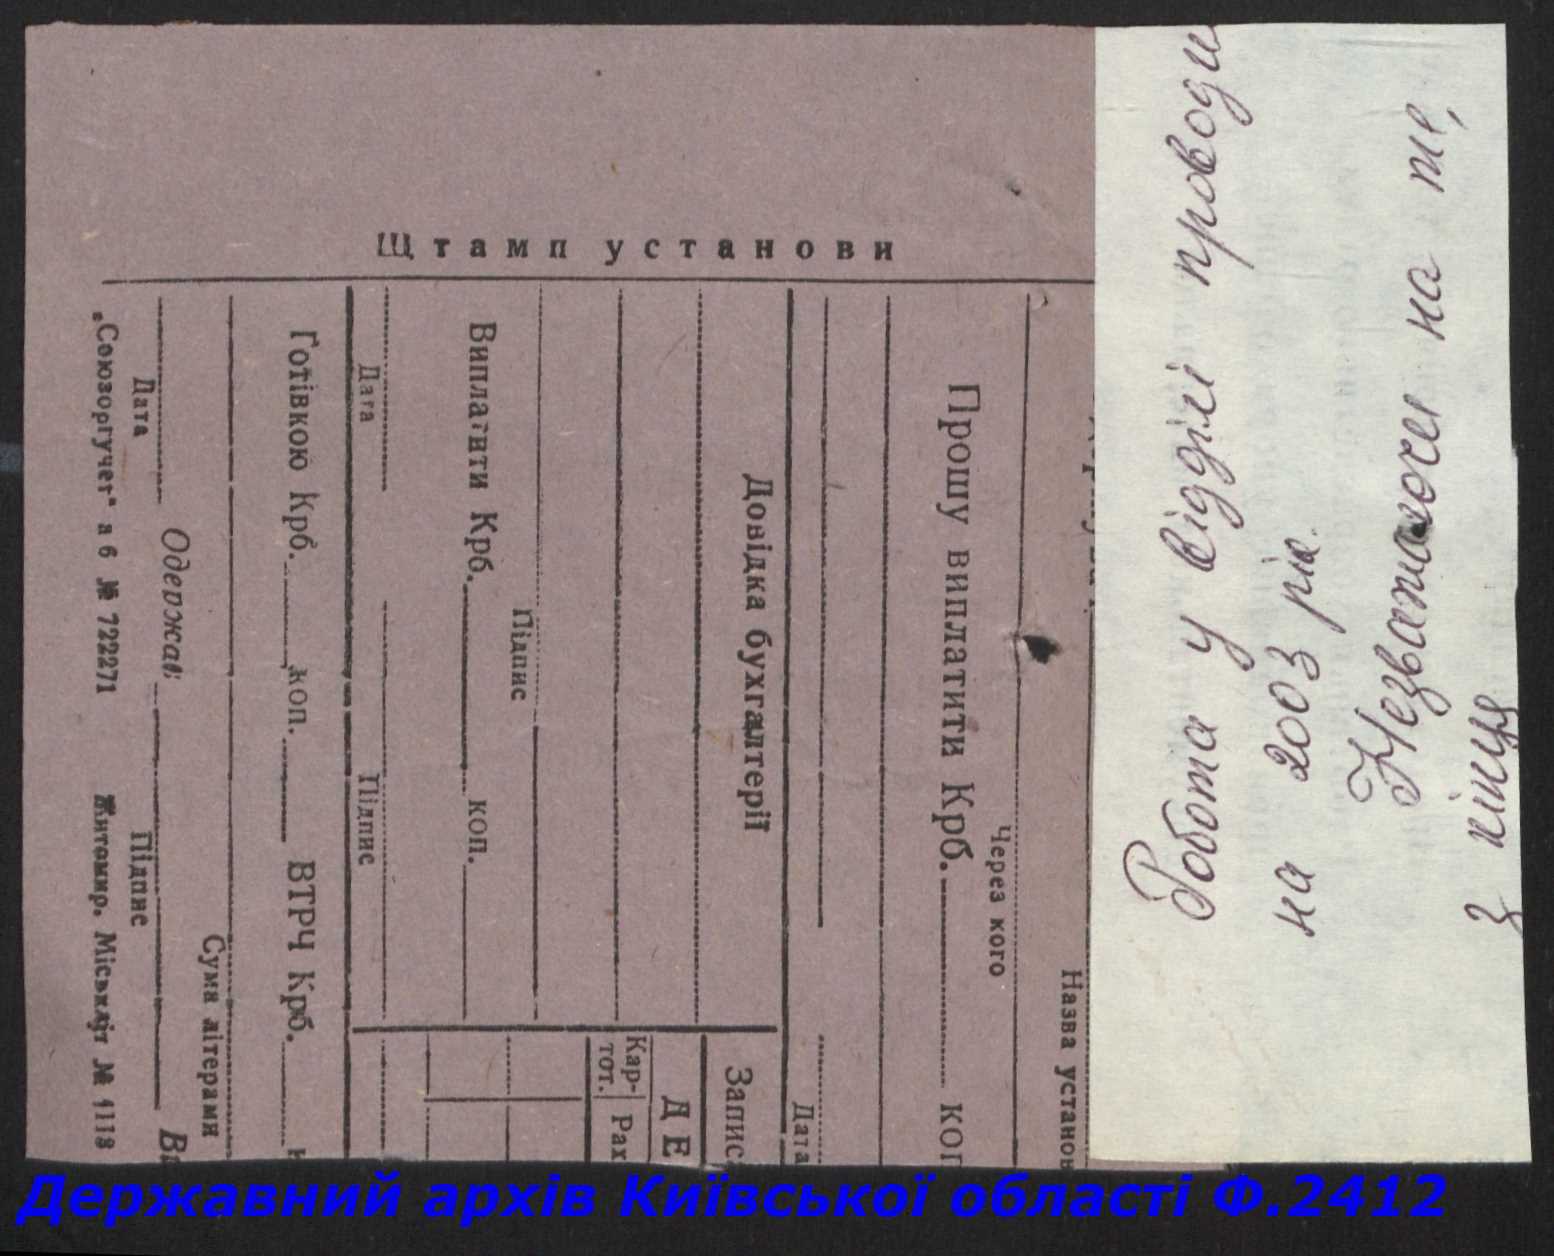 Штамп установи
Назва установ
Через кого
Прошу виплатити Крб. коп
Дата
Довідка бухгалтерії
Запис
ДЕ
Кар-
тот.
Рах
Підпис
Виплатити Крб. коп.
Дата Підпис
Готівкою Крб. коп. ВТРЧ Крб.
Сума літерами
Одержав
Дата Підпис
„Союзоргучет“ а 6 № 722271 Житомир. Міськліт № 4118
Робота у відділі проводи
на 2003 рік.
Незважаючи на те,
з кінця
Державний архів Київської області Ф.2412